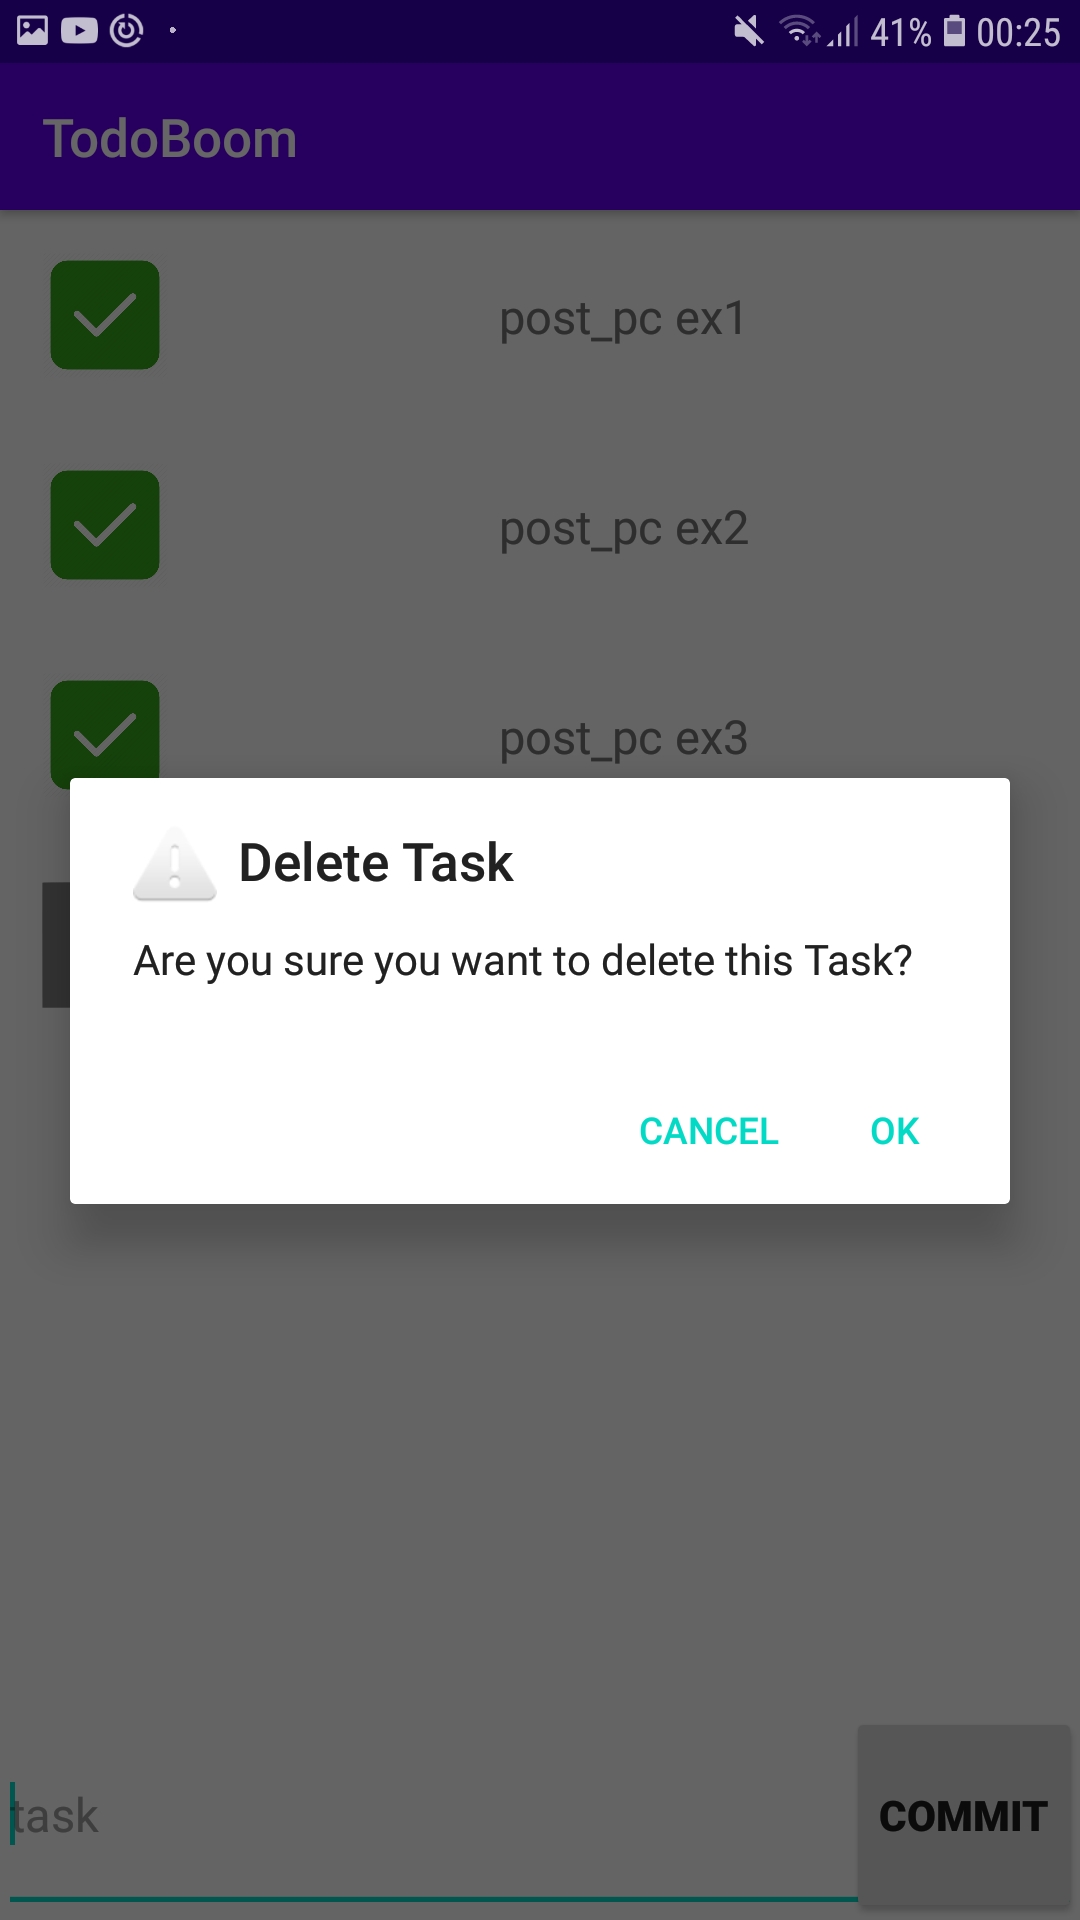 41% 00:25
TodoBoom
post_pc ex1
post_pc ex2
post_pc ex3
Delete Task
Are you sure you want to delete this Task?
CANCEL OK
task
COMMIT